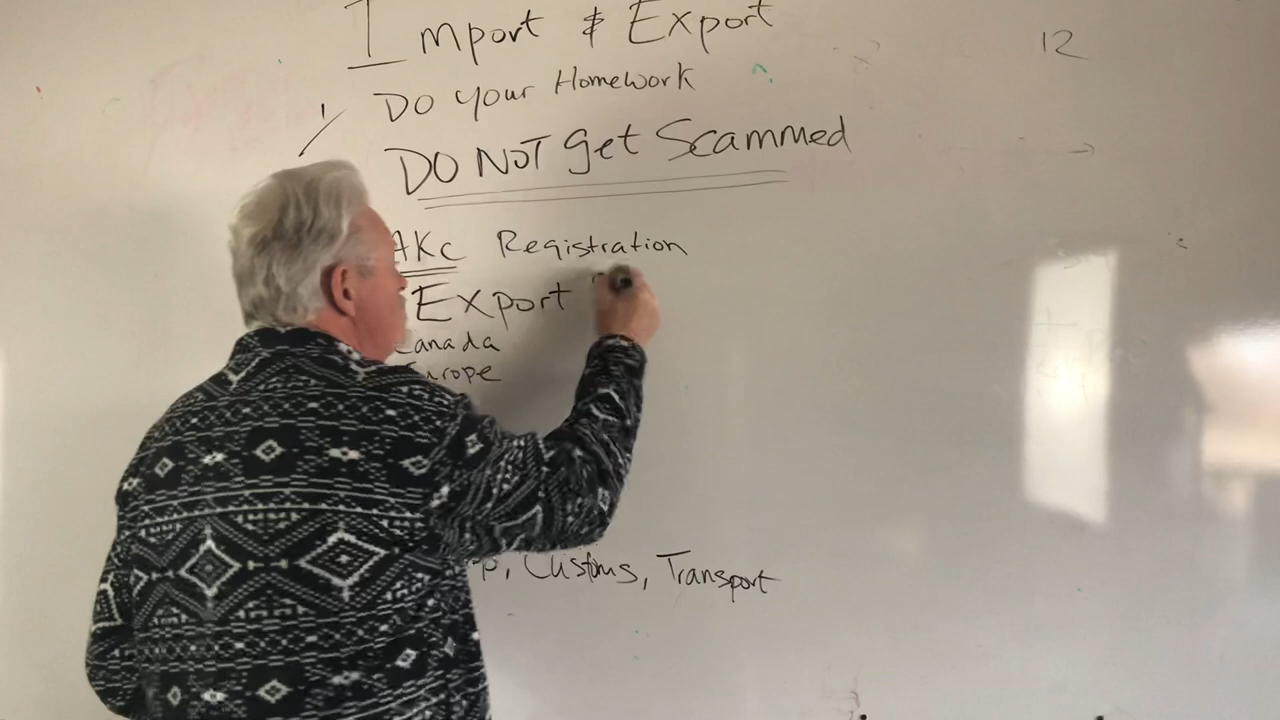 Import & Export
12
Do your Homework
DO NOT get Scammed
AKC Registration
Export
Canada
Europe
Customs, Transport